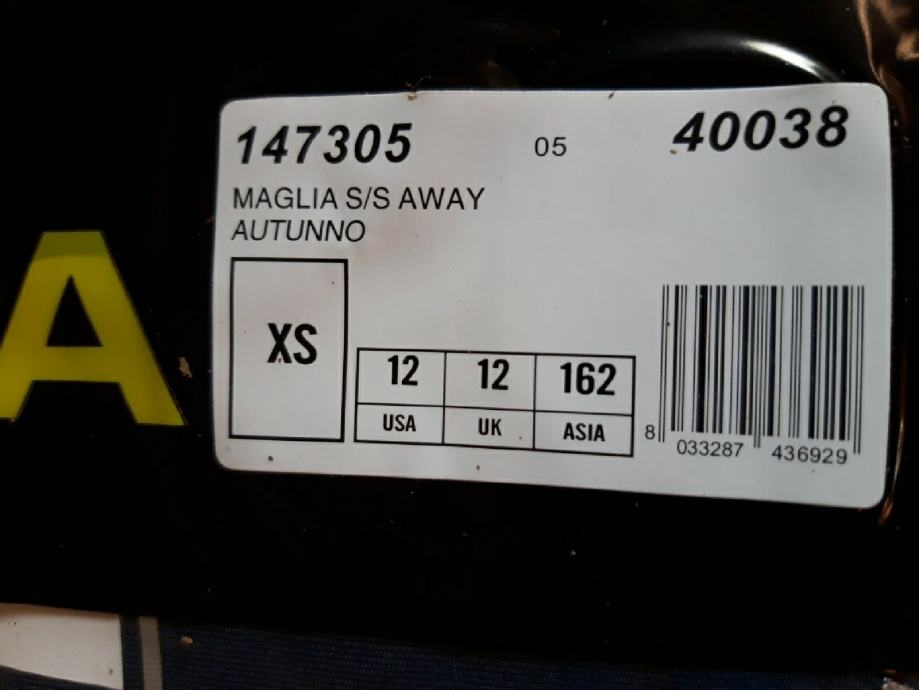 147305 05 40038
MAGLIA S/S AWAY
AUTUNNO
A
XS
12 12 162
USA UK ASIA
8 033287 436929